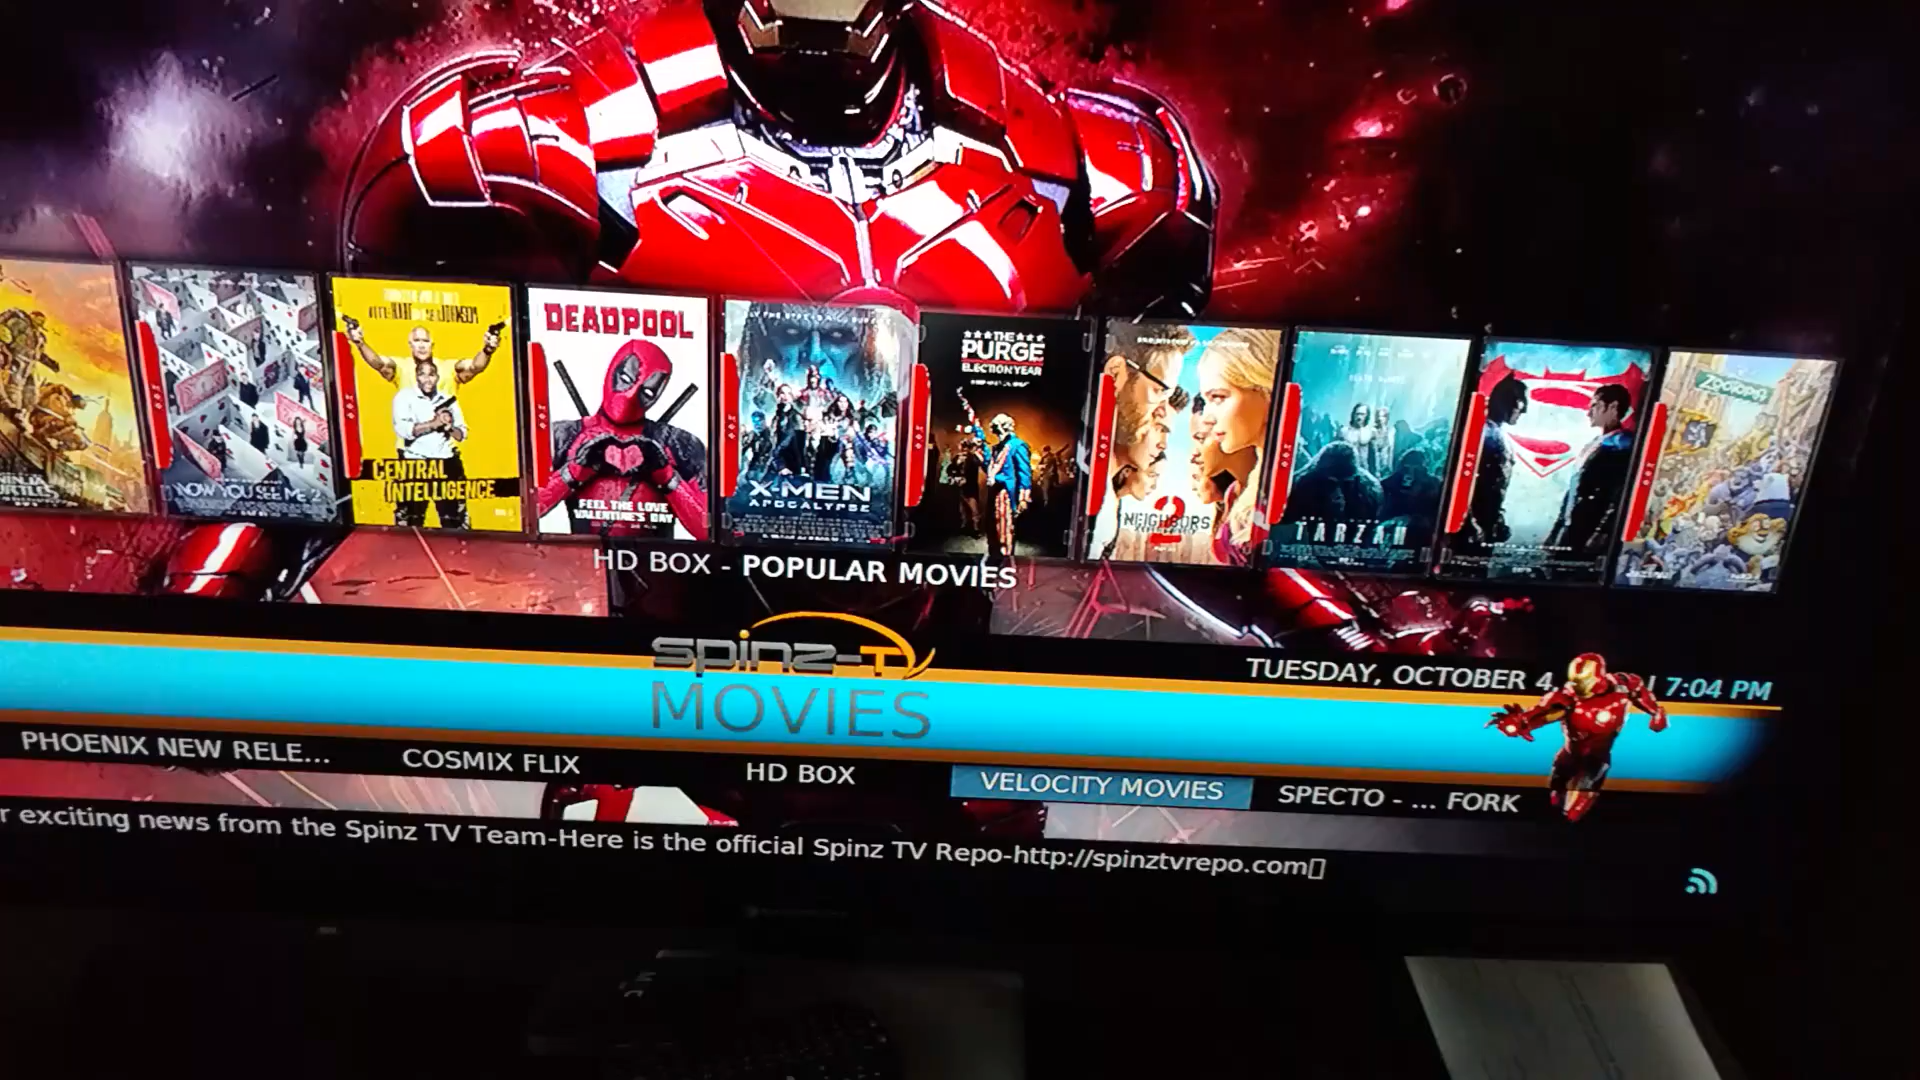 NINJA
TURTLES
NOW YOU SEE ME 2
CENTRAL
INTELLIGENCE
DEADPOOL
FEEL THE LOVE
VALENTINE'S DAY
X-MEN
APOCALYPSE
THE
PURGE
ELECTION YEAR
NEIGHBORS
2
TARZAN
ZOOTOPIA
HD BOX - POPULAR MOVIES
spinz-TV
MOVIES
TUESDAY, OCTOBER 4, | 7:04 PM
PHOENIX NEW RELE... COSMIX FLIX HD BOX VELOCITY MOVIES SPECTO - ... FORK
r exciting news from the Spinz TV Team-Here is the official Spinz TV Repo-http://spinztvrepo.com